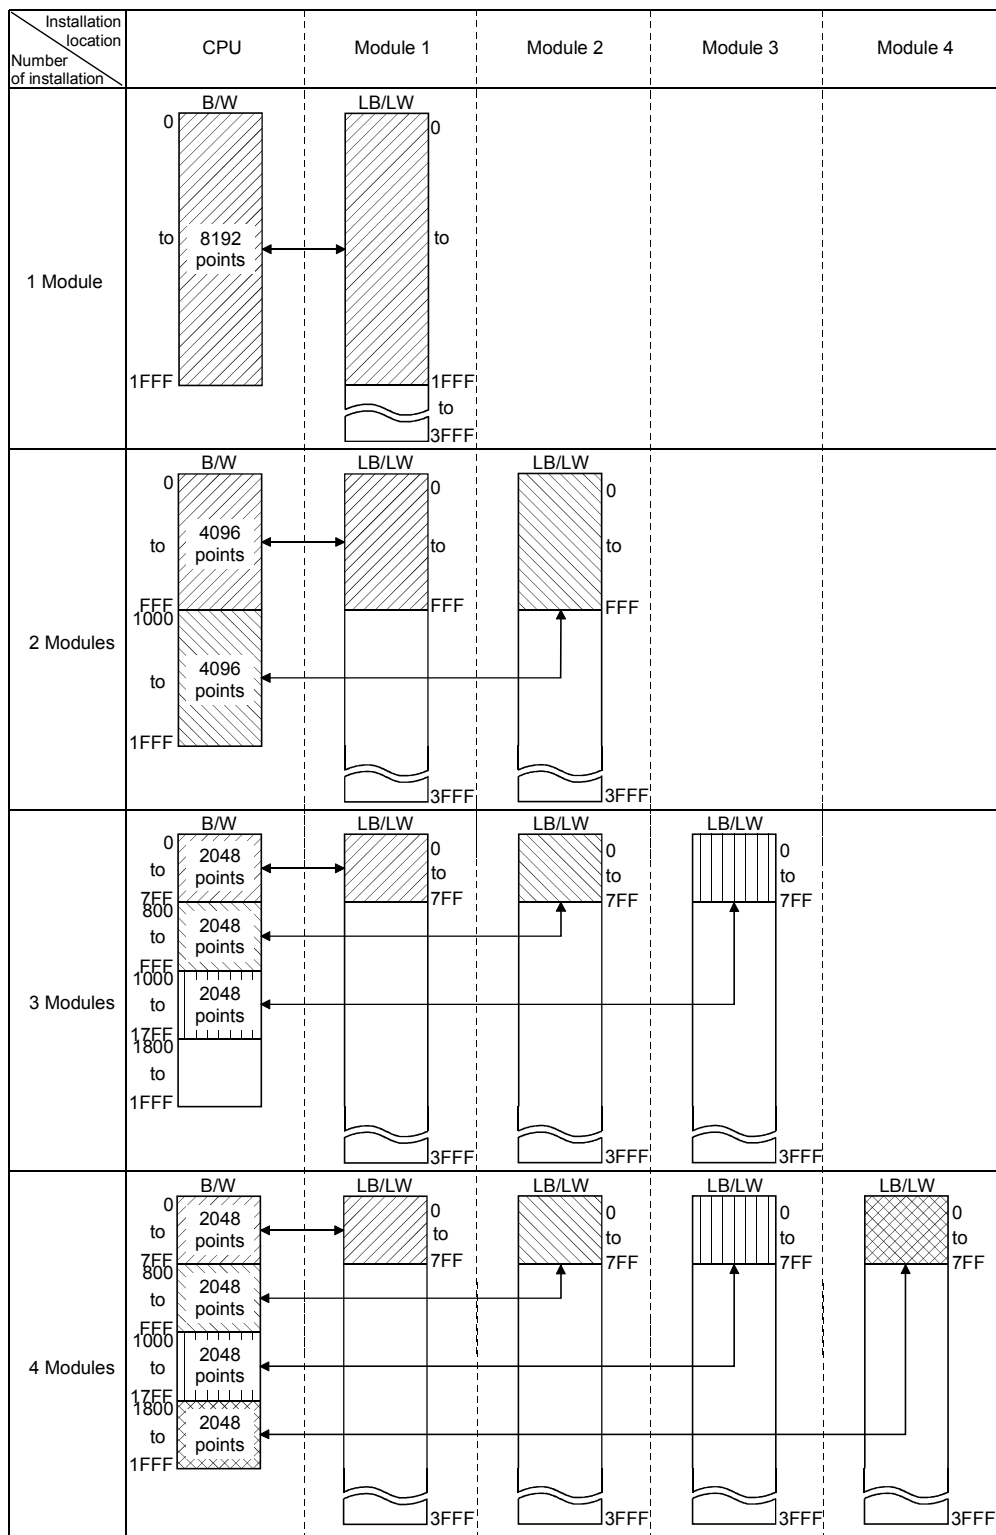 Installation
location
Number
of installation
CPU
Module 1
Module 2
Module 3
Module 4
1 Module
B/W
LB/LW
0
0
to
8192
points
to
1FFF
1FFF
to
3FFF
2 Modules
B/W
LB/LW
LB/LW
0
0
0
to
4096
points
to
to
FFF
FFF
FFF
1000
to
4096
points
1FFF
3FFF
3FFF
3 Modules
B/W
LB/LW
LB/LW
LB/LW
0
0
0
0
to
2048
points
to
to
to
7FF
7FF
7FF
7FF
800
to
2048
points
FFF
1000
to
2048
points
17FF
1800
to
1FFF
3FFF
3FFF
3FFF
4 Modules
B/W
LB/LW
LB/LW
LB/LW
LB/LW
0
0
0
0
0
to
2048
points
to
to
to
to
7FF
7FF
7FF
7FF
7FF
800
to
2048
points
FFF
1000
to
2048
points
17FF
1800
to
2048
points
1FFF
3FFF
3FFF
3FFF
3FFF